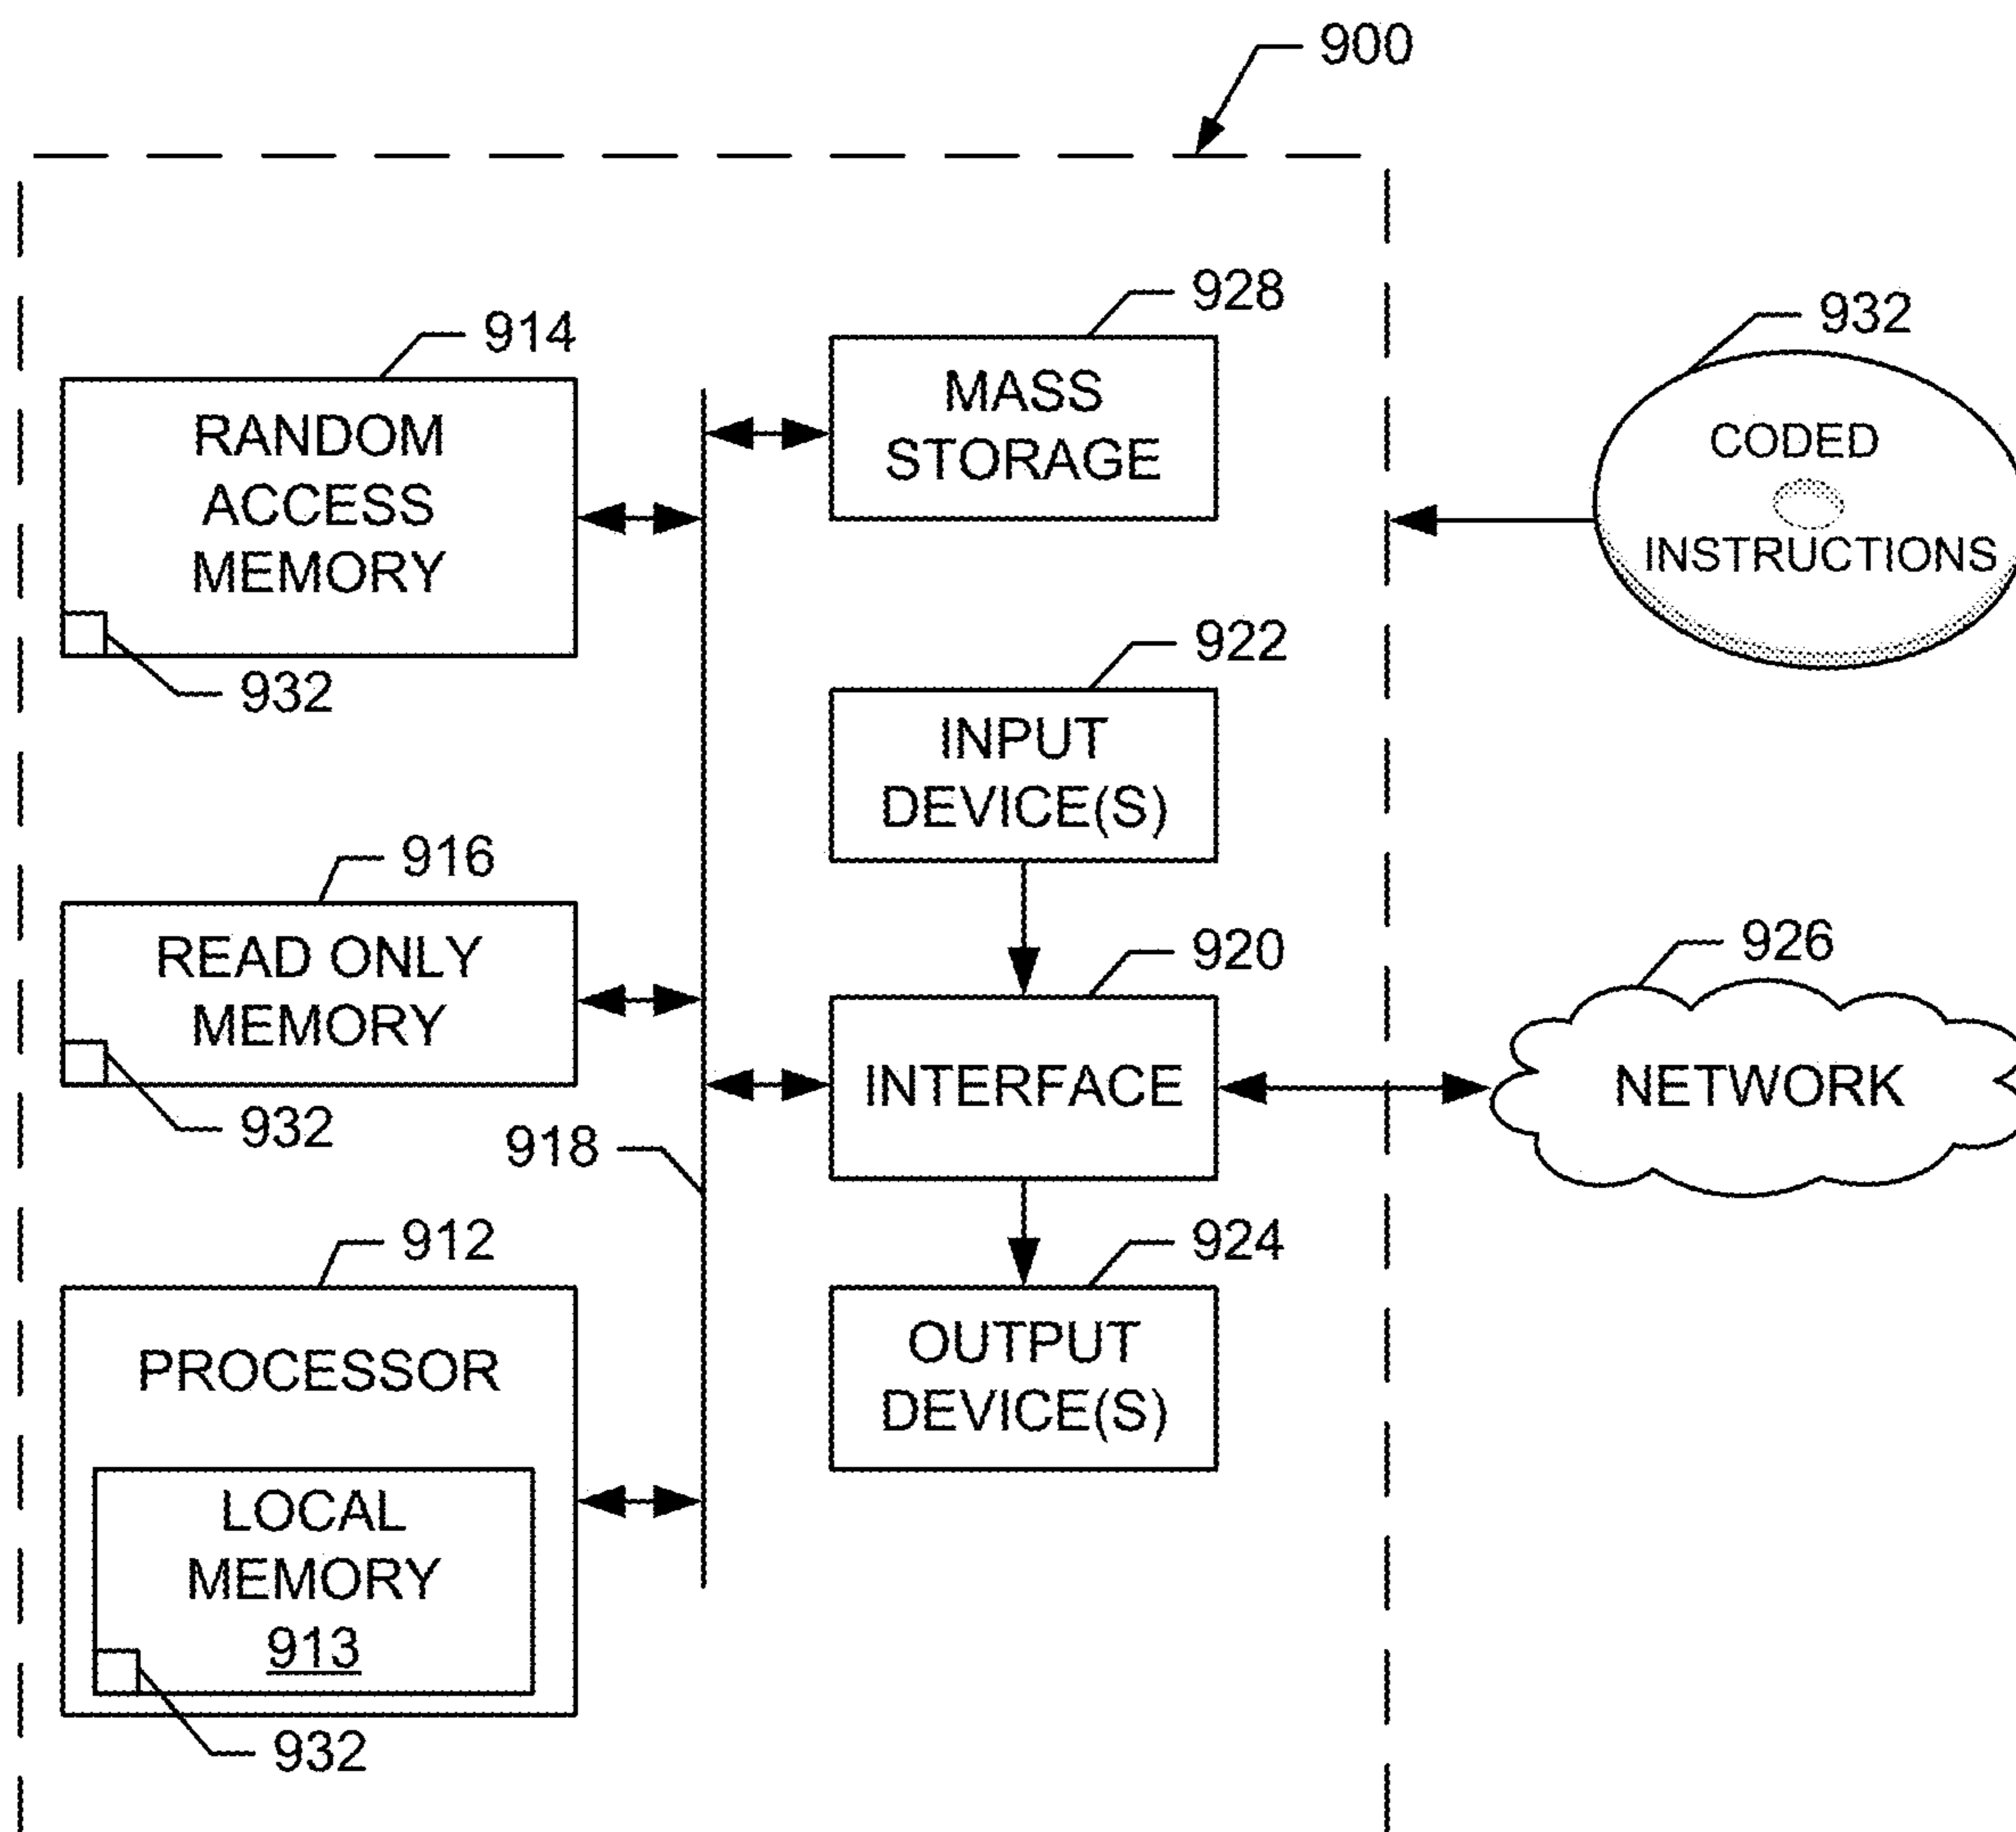 900
928
914
932
MASS
STORAGE
RANDOM
ACCESS
MEMORY
CODED
INSTRUCTIONS
932
922
INPUT
DEVICE(S)
916
920
926
READ ONLY
MEMORY
INTERFACE
NETWORK
932
918
912
924
PROCESSOR
OUTPUT
DEVICE(S)
LOCAL
MEMORY
913
932